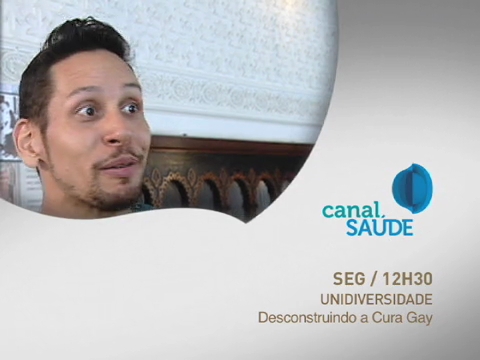 canal
SAÚDE
SEG / 12H30
UNIDIVERSIDADE
Desconstruindo a Cura Gay